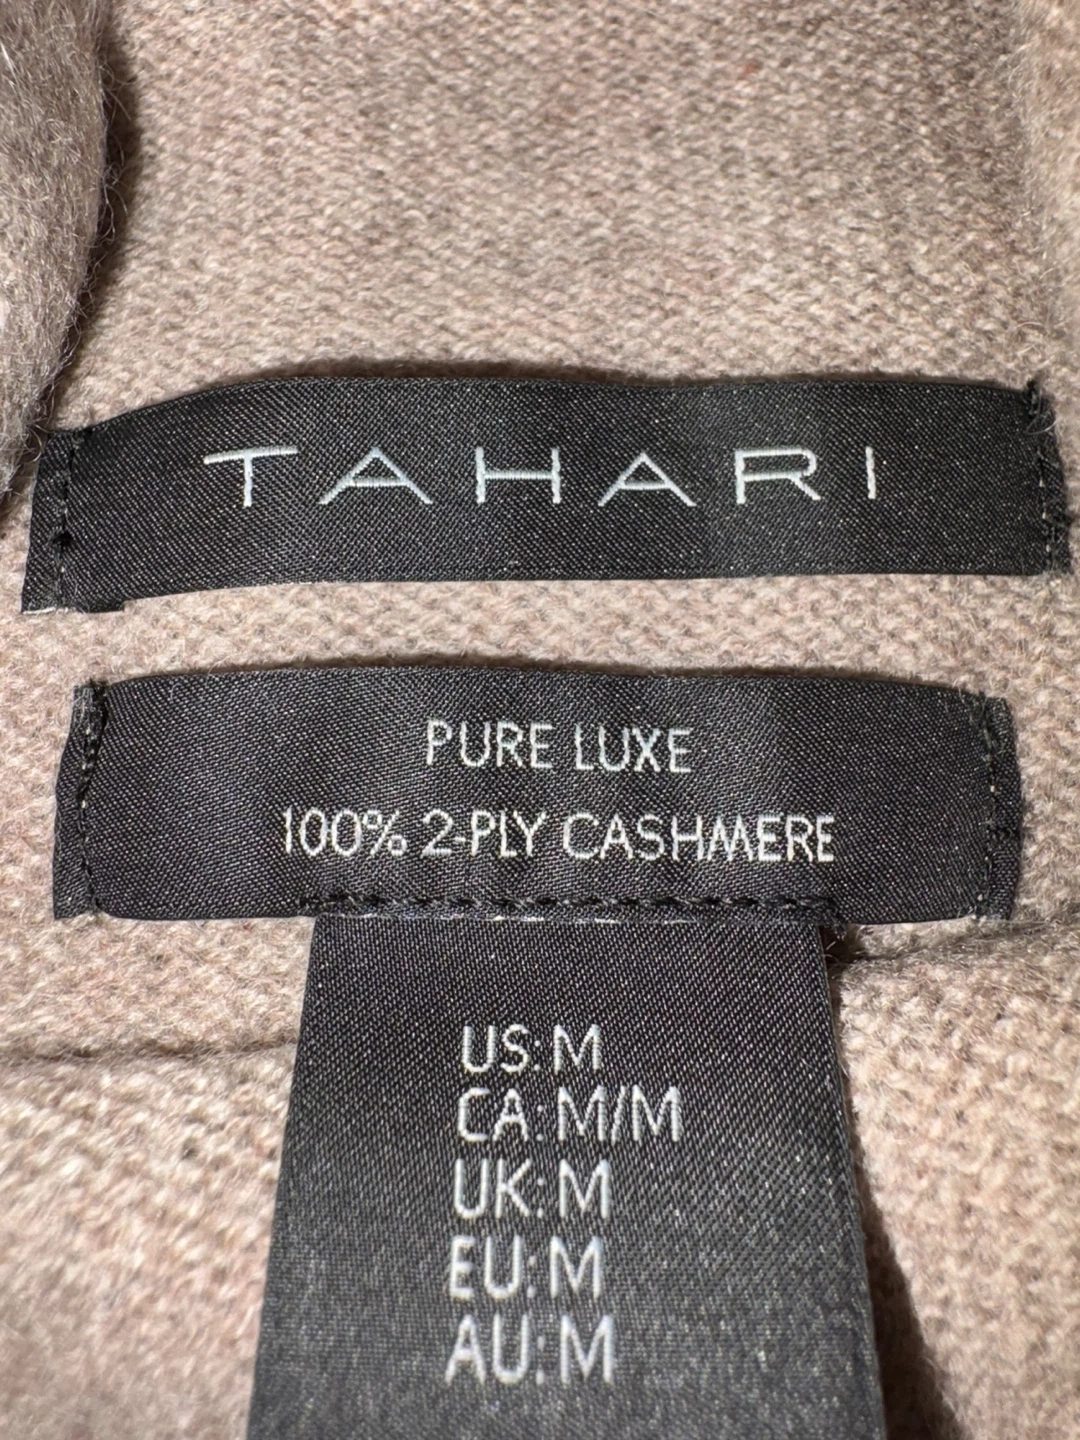 TAHARI
PURE LUXE
100% 2-PLY CASHMERE
US: M
CA: M/M
UK: M
EU: M
AU: M